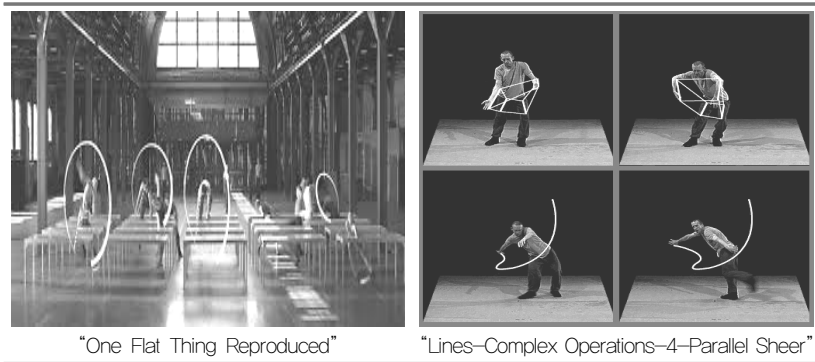 “One Flat Thing Reproduced”
“Lines-Complex Operations-4-Parallel Sheer”